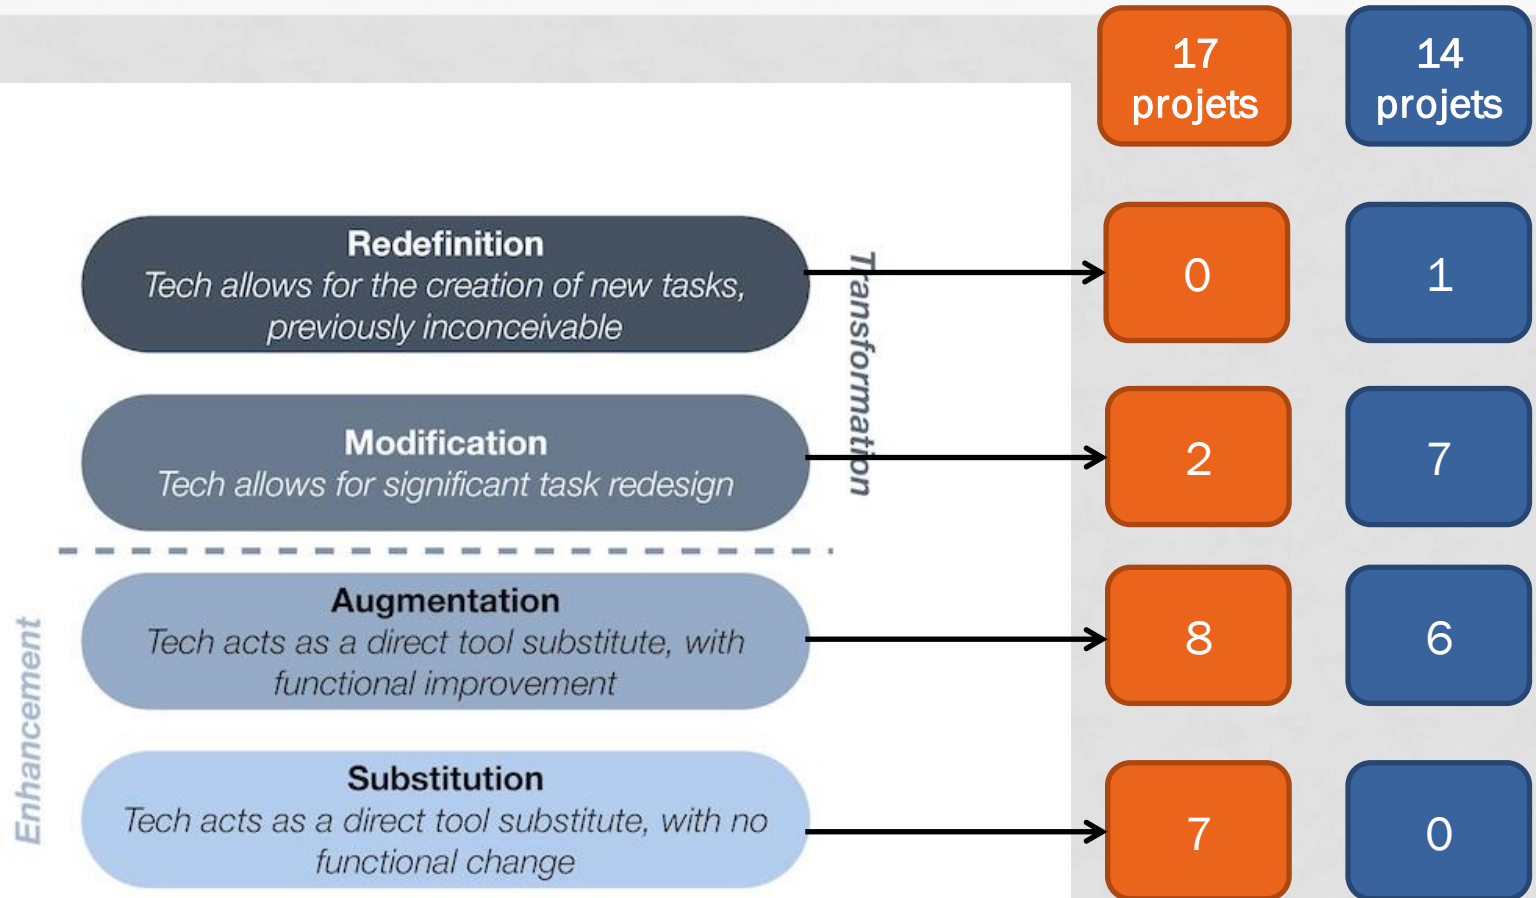 17
projets
14
projets
Redefinition
Tech allows for the creation of new tasks,
previously inconceivable
0
1
Transformation
Modification
Tech allows for significant task redesign
2
7
Augmentation
Tech acts as a direct tool substitute, with
functional improvement
8
6
Enhancement
Substitution
Tech acts as a direct tool substitute, with no
functional change
7
0